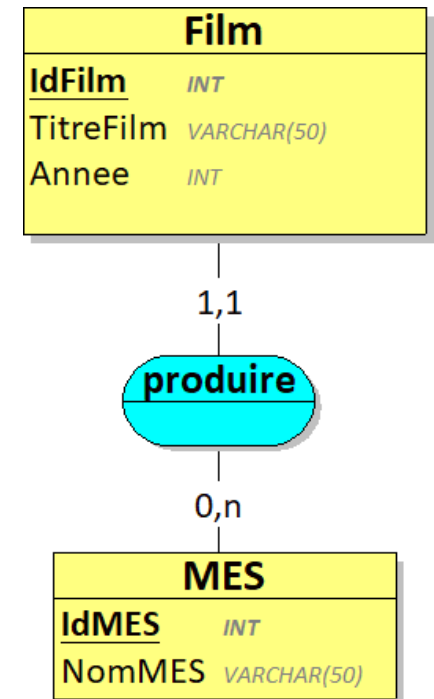 Film
IdFilm INT
TitreFilm VARCHAR(50)
Annee INT
1,1
produire
0,n
MES
IdMES INT
NomMES VARCHAR(50)